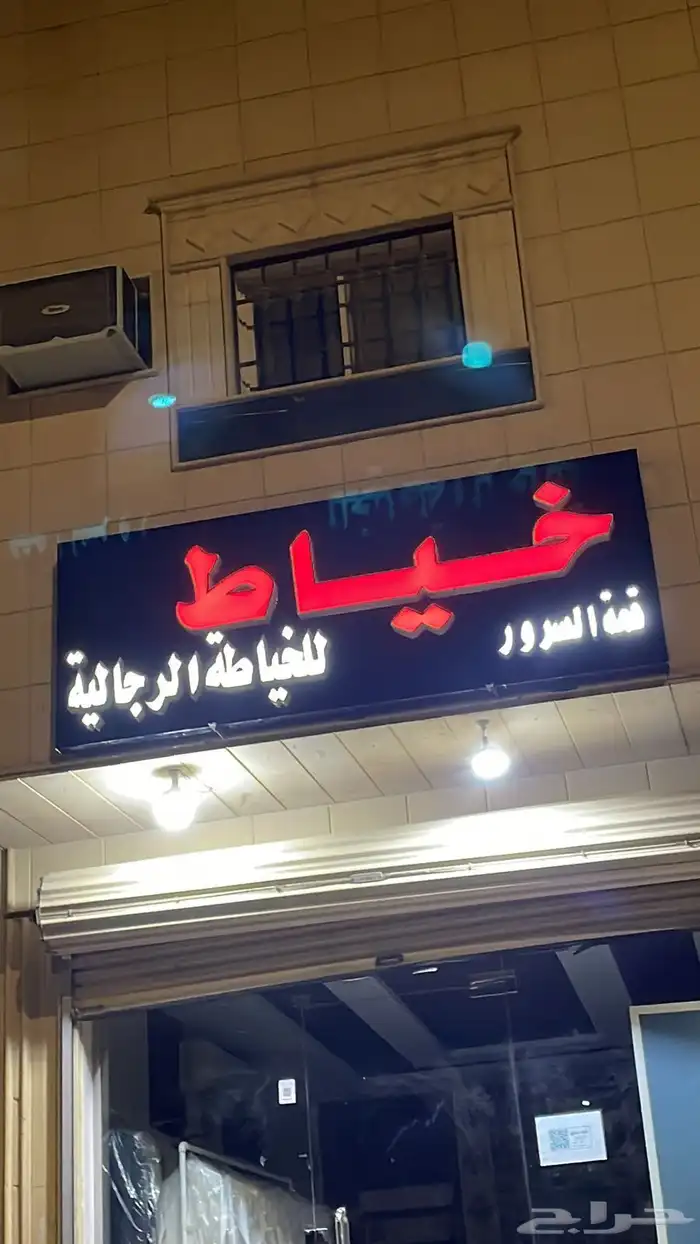 خياط
قمة السرور للخياطة الرجالية
حراج